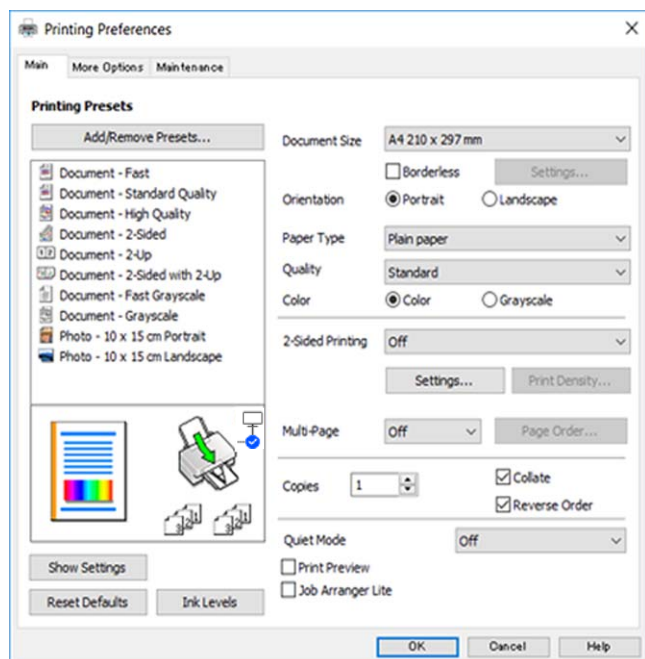 Printing Preferences
Main More Options Maintenance
Printing Presets
Add/Remove Presets...
Document - Fast
Document - Standard Quality
Document - High Quality
Document - 2-Sided
Document - 2-Up
Document - 2-Sided with 2-Up
Document - Fast Grayscale
Document - Grayscale
Photo - 10 x 15 cm Portrait
Photo - 10 x 15 cm Landscape
Show Settings
Reset Defaults Ink Levels
Document Size A4 210 x 297 mm
Borderless Settings...
Orientation Portrait Landscape
Paper Type Plain paper
Quality Standard
Color Color Grayscale
2-Sided Printing Off
Settings... Print Density...
Multi-Page Off Page Order...
Copies 1 Collate
Reverse Order
Quiet Mode Off
Print Preview
Job Arranger Lite
OK Cancel Help